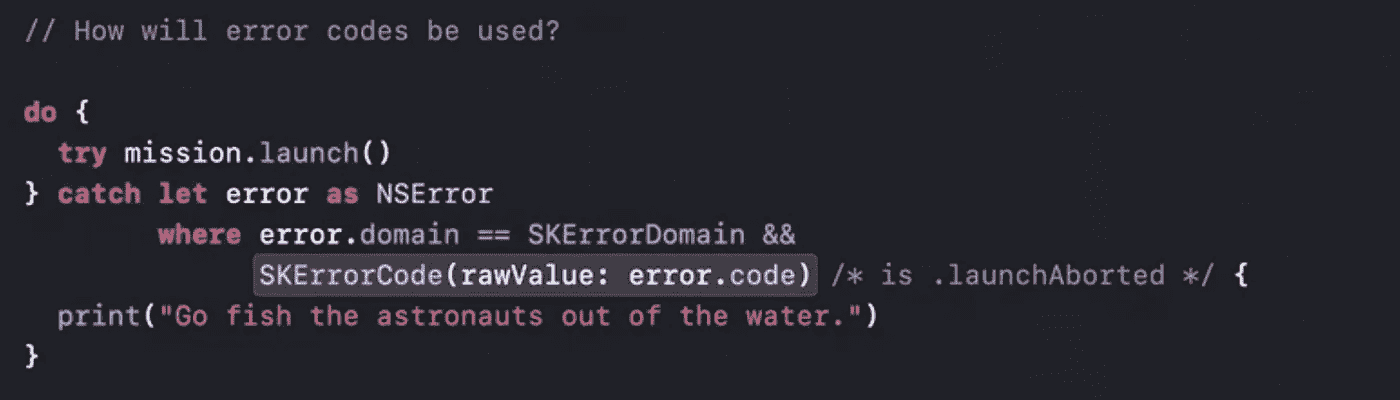 // How will error codes be used?
do {
try mission.launch()
} catch let error as NSError
where error.domain == SKErrorDomain &&
SKErrorCode(rawValue: error.code) /* is .launchAborted */ {
print("Go fish the astronauts out of the water.")
}